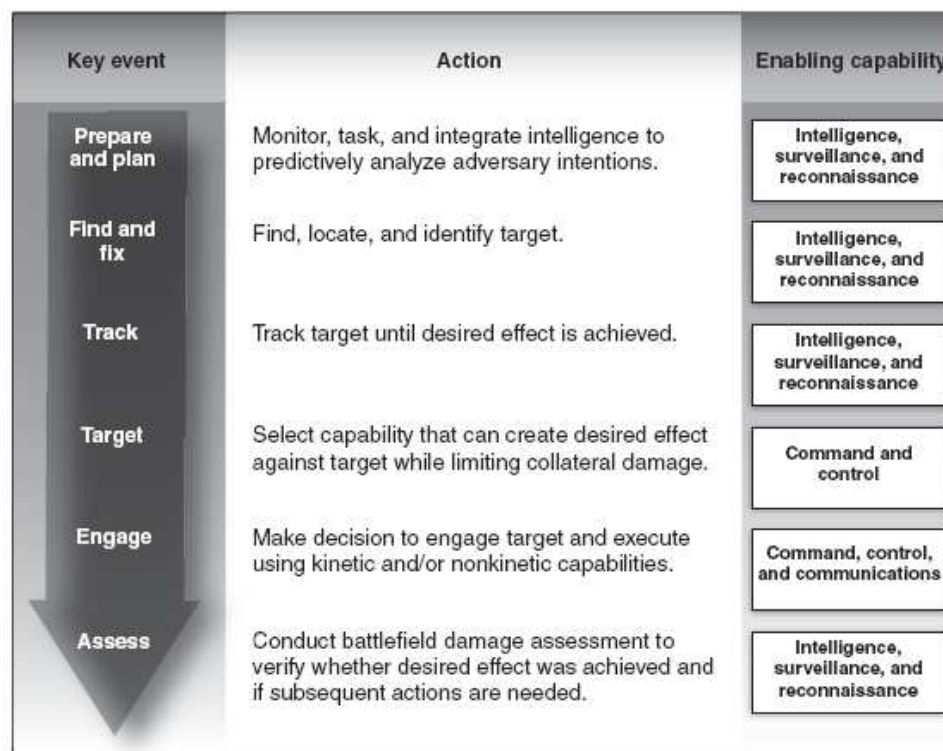 Key event
Action
Enabling capability
Prepare
and plan
Monitor, task, and integrate intelligence to
predictively analyze adversary intentions.
Intelligence,
surveillance, and
reconnaissance
Find and
fix
Find, locate, and identify target.
Intelligence,
surveillance, and
reconnaissance
Track
Track target until desired effect is achieved.
Intelligence,
surveillance, and
reconnaissance
Target
Select capability that can create desired effect
against target while limiting collateral damage.
Command and
control
Engage
Make decision to engage target and execute
using kinetic and/or nonkinetic capabilities.
Command, control,
and communications
Assess
Conduct battlefield damage assessment to
verify whether desired effect was achieved and
if subsequent actions are needed.
Intelligence,
surveillance, and
reconnaissance